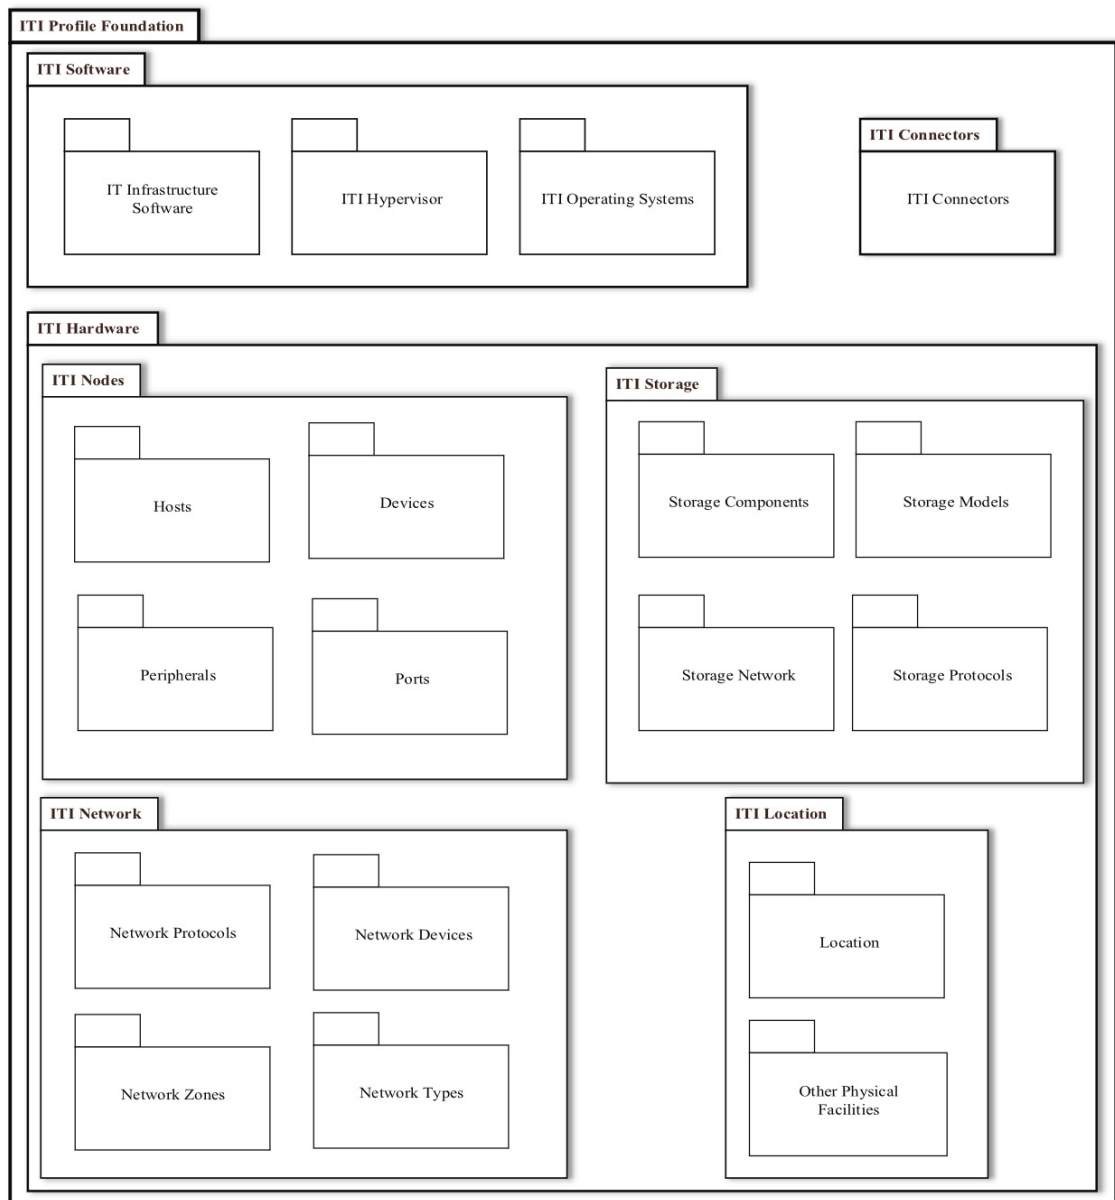 ITI Profile Foundation
ITI Software
IT Infrastructure
Software
ITI Hypervisor
ITI Operating Systems
ITI Connectors
ITI Connectors
ITI Hardware
ITI Nodes
Hosts
Devices
Peripherals
Ports
ITI Storage
Storage Components
Storage Models
Storage Network
Storage Protocols
ITI Network
Network Protocols
Network Devices
Network Zones
Network Types
ITI Location
Location
Other Physical
Facilities